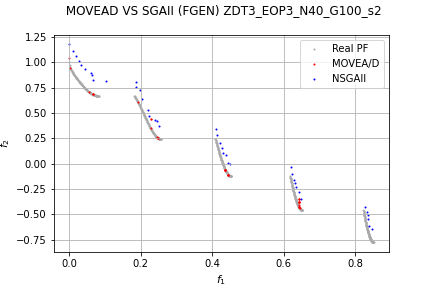 MOVEAD VS SGAII (FGEN) ZDT3_EOP3_N40_G100_s2
Real PF
MOVEA/D
NSGAII
1.25
1.00
0.75
0.50
0.25
0.00
−0.25
−0.50
−0.75
f2
0.0
0.2
0.4
0.6
0.8
f1